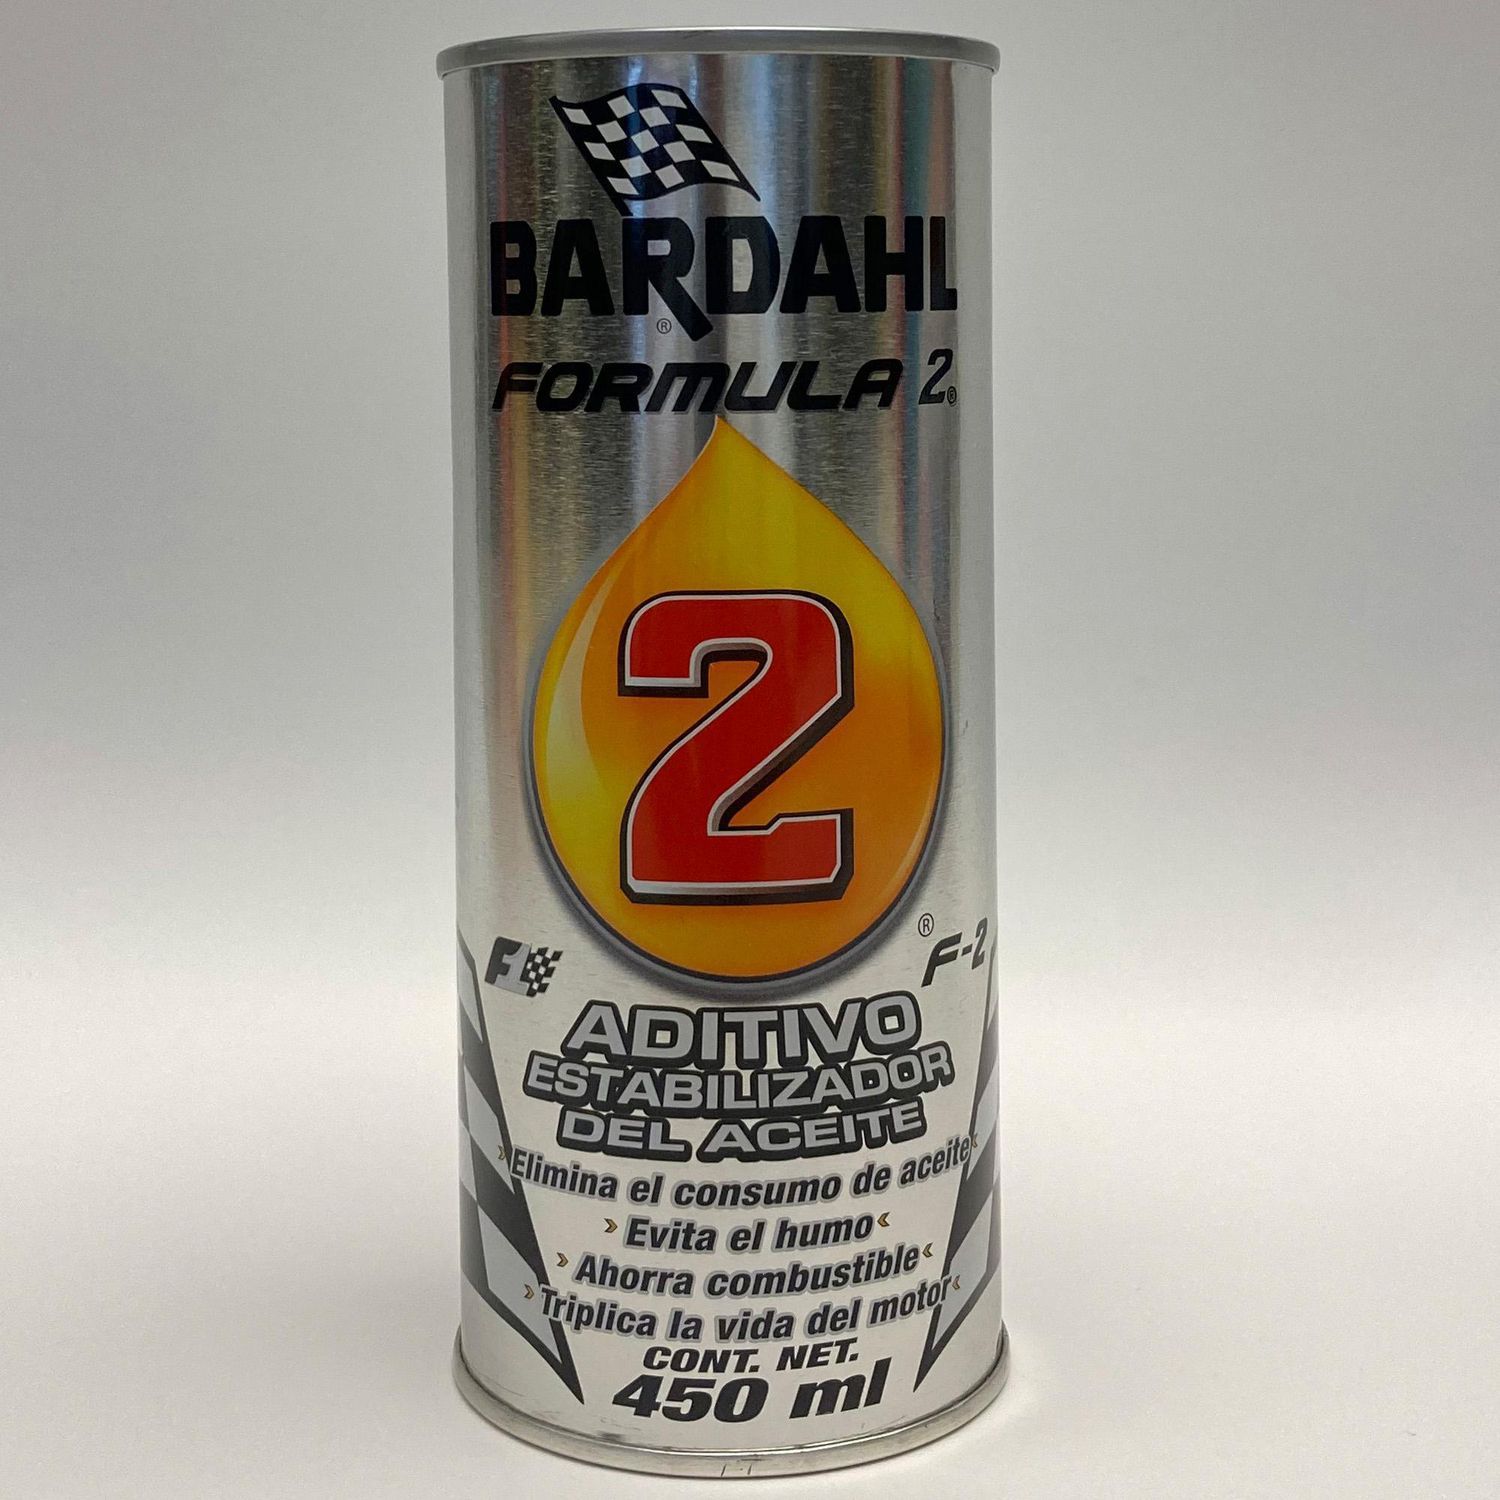 BARDAHL
®
FORMULA 2®
2
®
F1
F-2
ADITIVO
ESTABILIZADOR
DEL ACEITE
› Elimina el consumo de aceite ‹
› Evita el humo ‹
› Ahorra combustible ‹
› Triplica la vida del motor ‹
CONT. NET.
450 ml